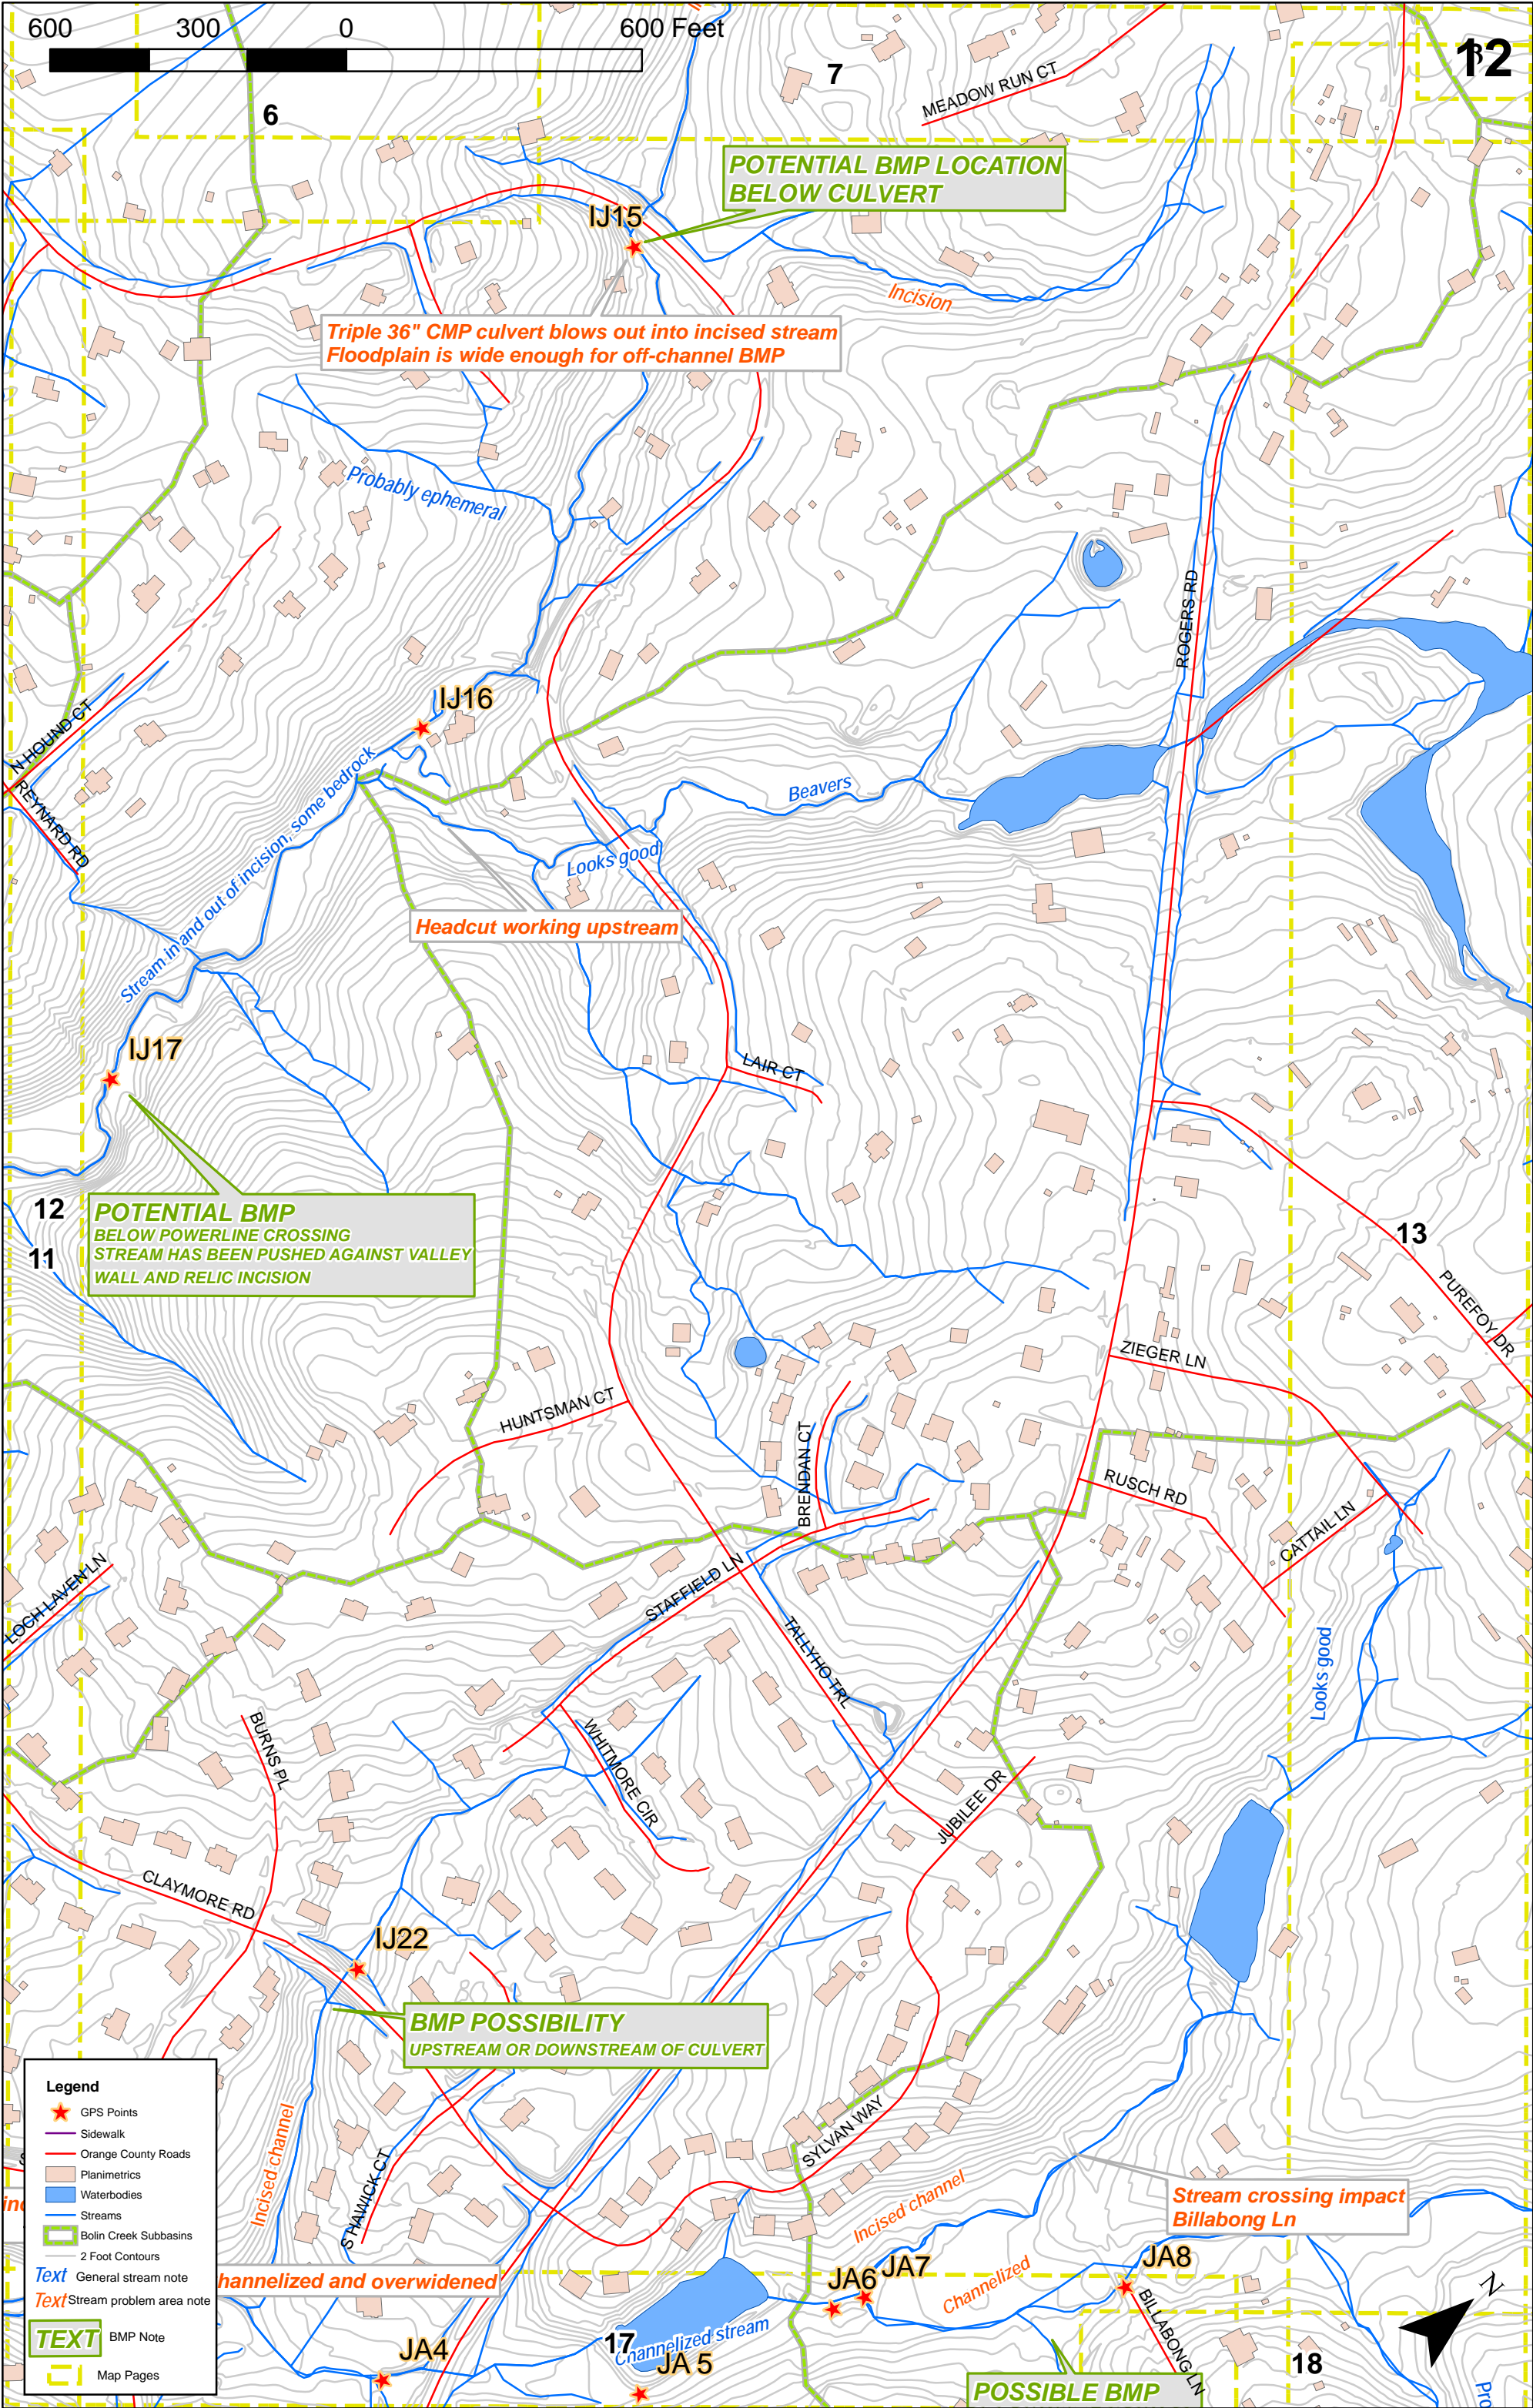 600 300 0 600 Feet
12
8
7
6
MEADOW RUN CT
POTENTIAL BMP LOCATION
BELOW CULVERT
IJ15
Incision
Triple 36" CMP culvert blows out into incised stream
Floodplain is wide enough for off-channel BMP
Probably ephemeral
ROGERS RD
IJ16
N HOUND CT
REYNARD RD
Stream in and out of incision, some bedrock
Beavers
Looks good
Headcut working upstream
IJ17
LAIR CT
POTENTIAL BMP
BELOW POWERLINE CROSSING
STREAM HAS BEEN PUSHED AGAINST VALLEY
WALL AND RELIC INCISION
12
11
13
PUREFOY DR
ZIEGER LN
HUNTSMAN CT
BRENDAN CT
RUSCH RD
CATTAIL LN
STAFFIELD LN
LOCH LAVEN LN
TALLYHO TRL
Looks good
BURNS PL
WHITMORE CIR
JUBILEE DR
CLAYMORE RD
IJ22
BMP POSSIBILITY
UPSTREAM OR DOWNSTREAM OF CULVERT
SYLVAN WAY
Incised channel
S HAWICK CT
Incised channel
Stream crossing impact
Billabong Ln
hannelized and overwidened
JA6
JA7
JA8
Channelized
BILLABONG LN
N
17
Channelized stream
JA4
JA 5
18
POSSIBLE BMP
Pro
Legend
GPS Points
Sidewalk
Orange County Roads
Planimetrics
Waterbodies
Streams
Bolin Creek Subbasins
2 Foot Contours
Text General stream note
Text Stream problem area note
TEXT BMP Note
Map Pages